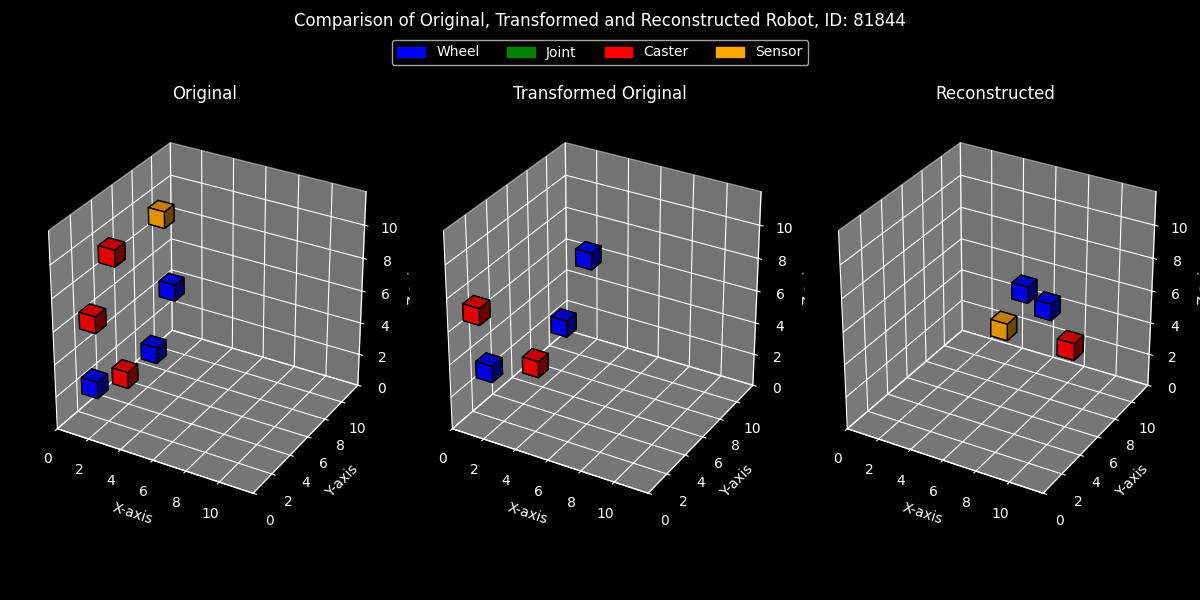 Comparison of Original, Transformed and Reconstructed Robot, ID: 81844
Wheel Joint Caster Sensor
Original Transformed Original Reconstructed
10 10 10
8 8 8
6 6 6
4 4 4
2 2 2
0 0 0
0 2 4 6 8 10 0 2 4 6 8 10 0 2 4 6 8 10
0 2 4 6 8 10 0 2 4 6 8 10 0 2 4 6 8 10
X-axis Y-axis X-axis Y-axis X-axis Y-axis